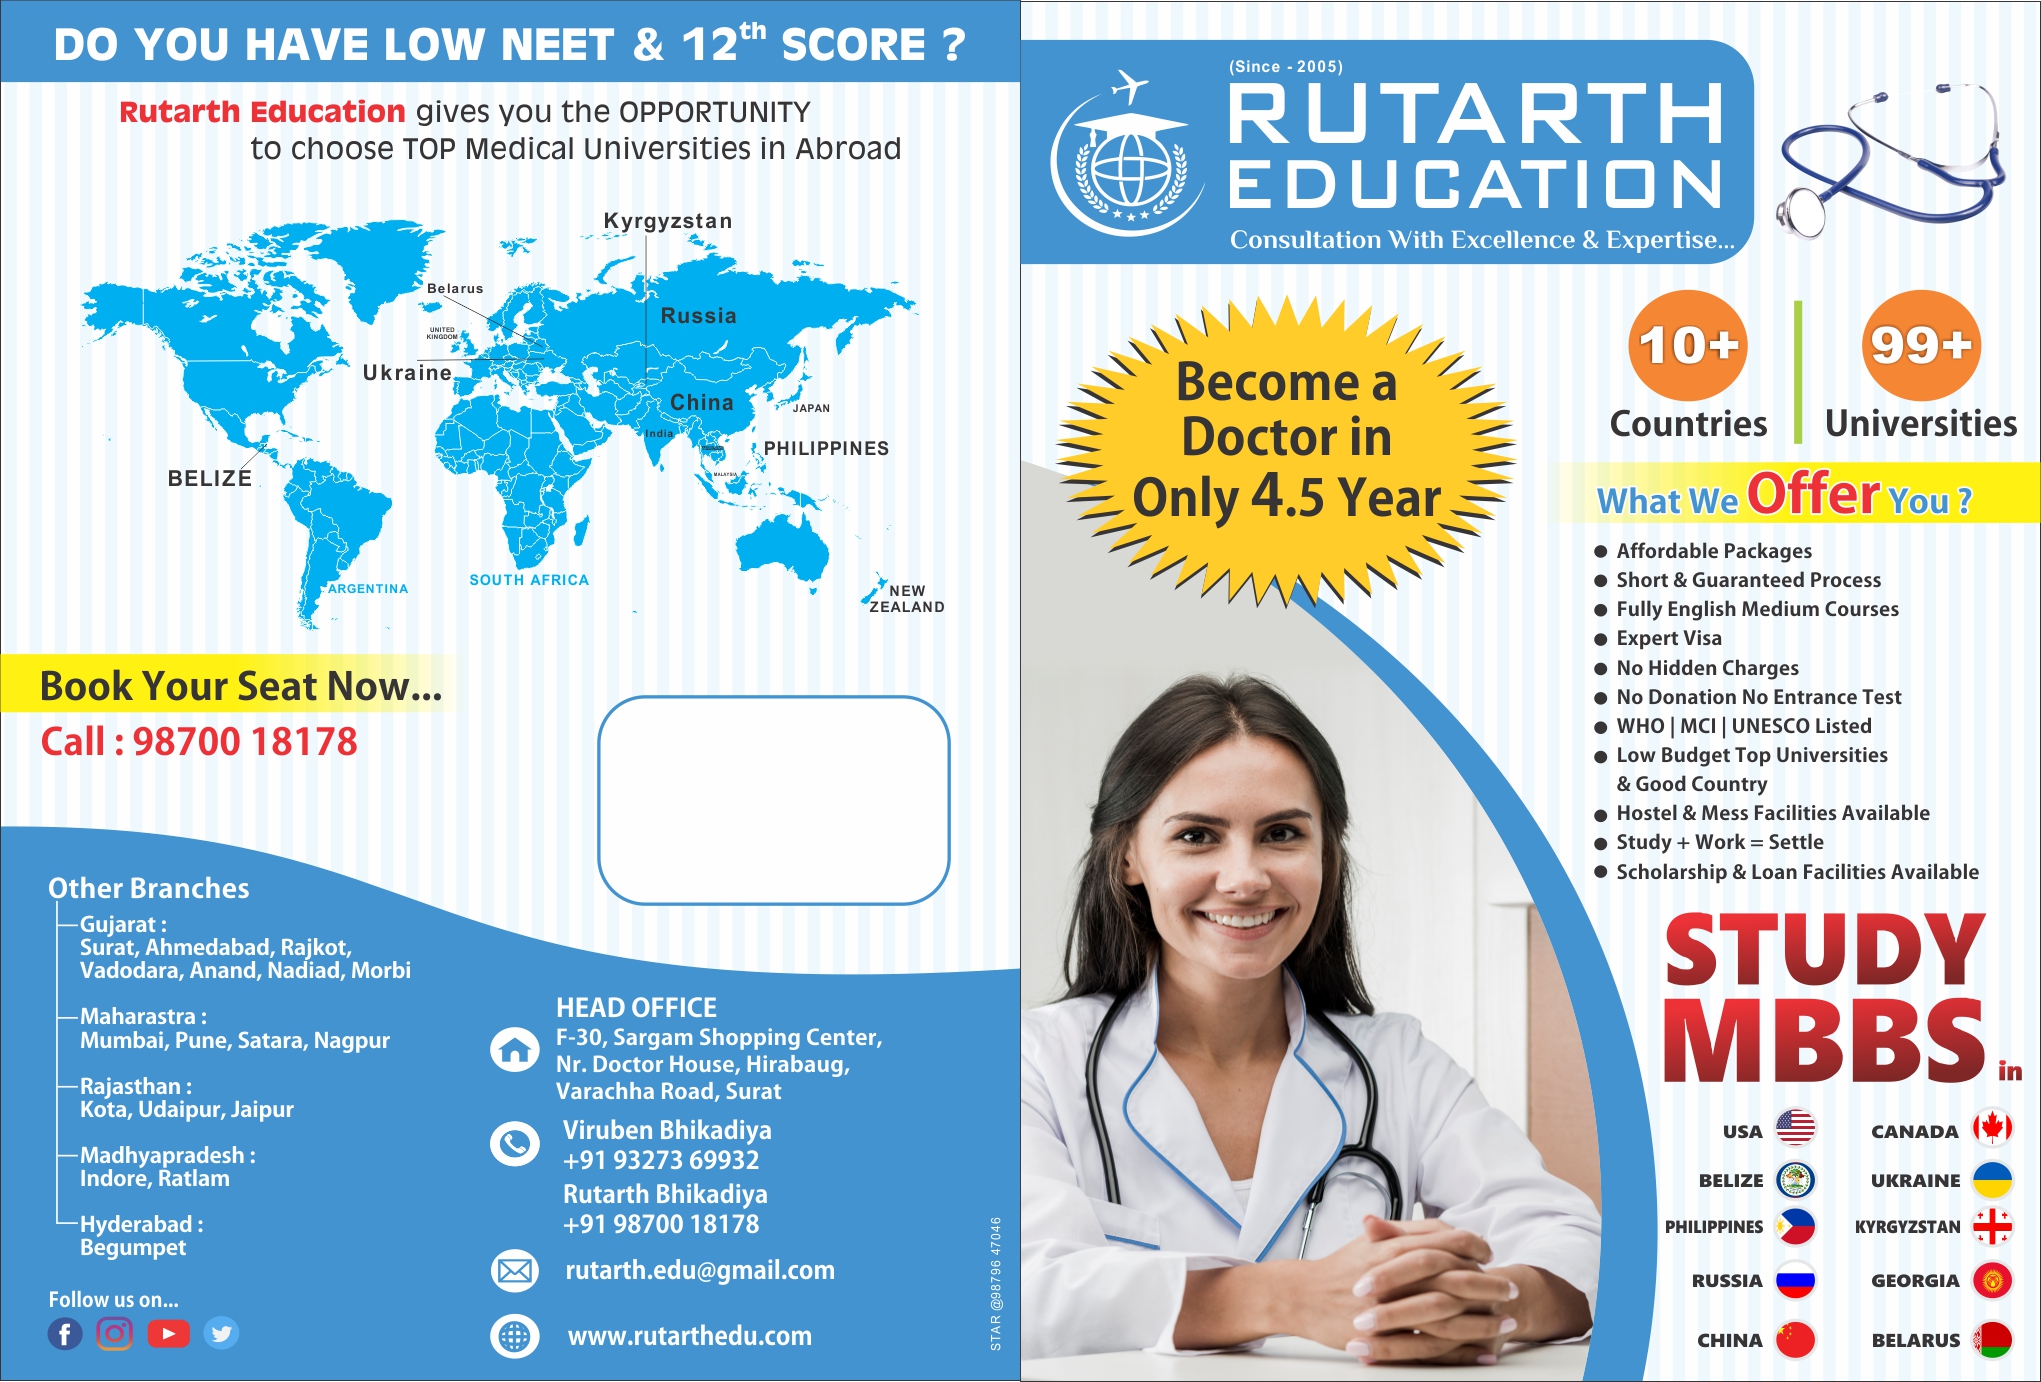 DO YOU HAVE LOW NEET & 12th SCORE ?
Rutarth Education gives you the OPPORTUNITY
to choose TOP Medical Universities in Abroad
Kyrgyzstan
Belarus
Russia
UNITED
KINGDOM
Ukraine
China
JAPAN
India
PHILIPPINES
MALAYSIA
BELIZE
SOUTH AFRICA
ARGENTINA
NEW
ZEALAND
Book Your Seat Now...
Call : 98700 18178
Other Branches
Gujarat :
Surat, Ahmedabad, Rajkot,
Vadodara, Anand, Nadiad, Morbi
Maharastra :
Mumbai, Pune, Satara, Nagpur
Rajasthan :
Kota, Udaipur, Jaipur
Madhyapradesh :
Indore, Ratlam
Hyderabad :
Begumpet
Follow us on...
HEAD OFFICE
F-30, Sargam Shopping Center,
Nr. Doctor House, Hirabaug,
Varachha Road, Surat
Viruben Bhikadiya
+91 93273 69932
Rutarth Bhikadiya
+91 98700 18178
rutarth.edu@gmail.com
www.rutarthedu.com
STAR @98796 47046
(Since - 2005)
RUTARTH
EDUCATION
Consultation With Excellence & Expertise...
Become a
Doctor in
Only 4.5 Year
10+
Countries
99+
Universities
What We Offer You ?
● Affordable Packages
● Short & Guaranteed Process
● Fully English Medium Courses
● Expert Visa
● No Hidden Charges
● No Donation No Entrance Test
● WHO | MCI | UNESCO Listed
● Low Budget Top Universities
& Good Country
● Hostel & Mess Facilities Available
● Study + Work = Settle
● Scholarship & Loan Facilities Available
STUDY
MBBS in
USA
CANADA
BELIZE
UKRAINE
PHILIPPINES
KYRGYZSTAN
RUSSIA
GEORGIA
CHINA
BELARUS